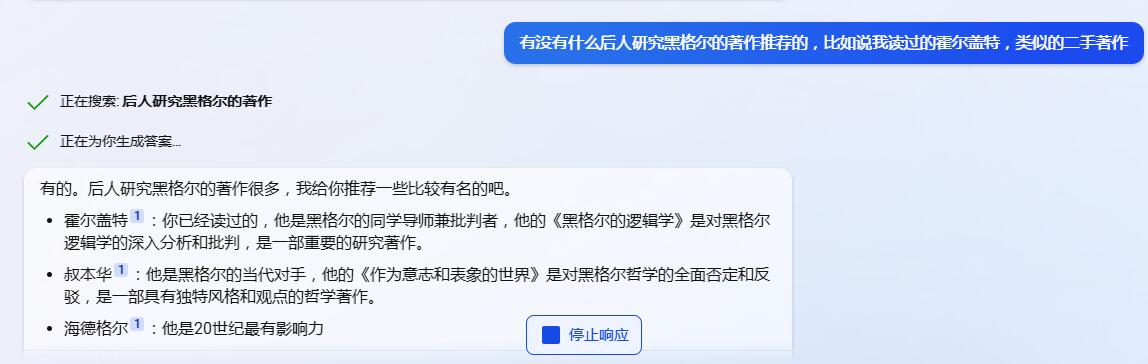 有没有什么后人研究黑格尔的著作推荐的，比如说我读过的霍尔盖特，类似的二手著作
正在搜索: 后人研究黑格尔的著作
正在为你生成答案...
有的。后人研究黑格尔的著作很多，我给你推荐一些比较有名的吧。
• 霍尔盖特 1 ：你已经读过的，他是黑格尔的同学导师兼批判者，他的《黑格尔的逻辑学》是对黑格尔
逻辑学的深入分析和批判，是一部重要的研究著作。
• 叔本华 1 ：他是黑格尔的当代对手，他的《作为意志和表象的世界》是对黑格尔哲学的全面否定和反
驳，是一部具有独特风格和观点的哲学著作。
• 海德格尔 1 ：他是20世纪最有影响力
停止响应